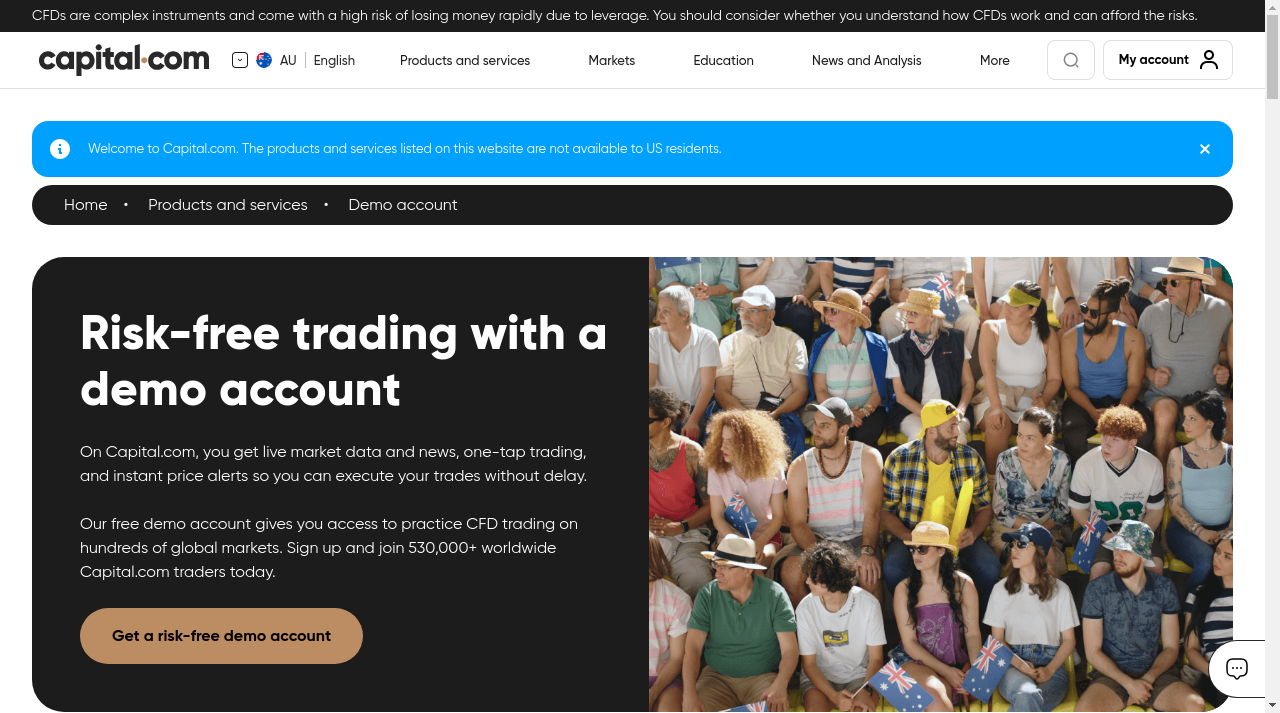 CFDs are complex instruments and come with a high risk of losing money rapidly due to leverage. You should consider whether you understand how CFDs work and can afford the risks.
capital.com
AU
English
Products and services
Markets
Education
News and Analysis
More
My account
Welcome to Capital.com. The products and services listed on this website are not available to US residents.
Home • Products and services • Demo account
Risk-free trading with a
demo account
On Capital.com, you get live market data and news, one-tap trading,
and instant price alerts so you can execute your trades without delay.
Our free demo account gives you access to practice CFD trading on
hundreds of global markets. Sign up and join 530,000+ worldwide
Capital.com traders today.
Get a risk-free demo account